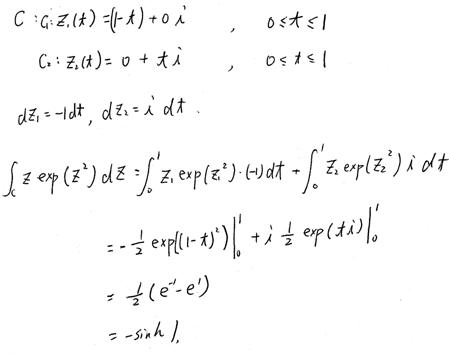 C : C₁: Z₁(t) = (1-t) + 0 i , 0 ≤ t ≤ 1
C₂ : Z₂(t) = 0 + t i , 0 ≤ t ≤ 1
dZ₁ = -1dt, dZ₂ = i dt.
∫_C z exp(z²) dz = ∫₀¹ Z₁ exp(Z₁²)·(-1)dt + ∫₀¹ Z₂ exp(Z₂²) i dt
= -½ exp[(1-t)²]|₀¹ + i ½ exp(ti)|₀¹
= ½ (e⁻¹ - e¹)
= -sinh 1,